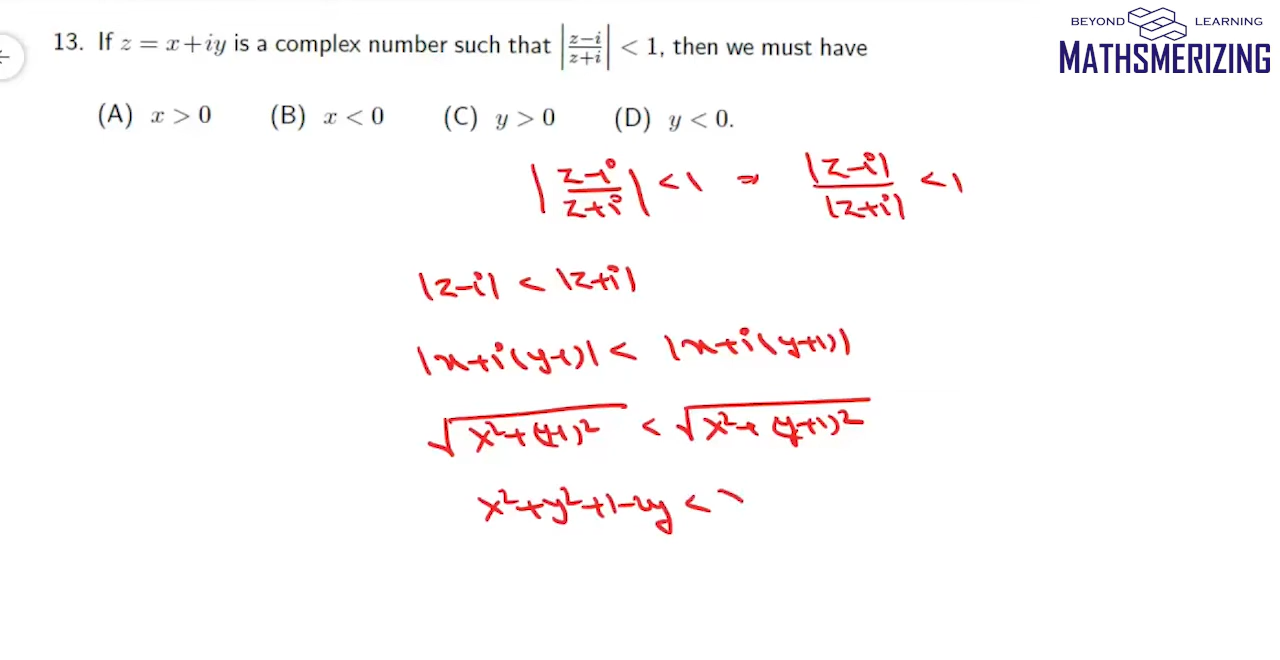 BEYOND LEARNING
MATHSMERIZING
13. If z = x+iy is a complex number such that |z−i/z+i| < 1, then we must have
(A) x > 0 (B) x < 0 (C) y > 0 (D) y < 0.
|z−i/z+i| < 1 ⇒ |z−i|/|z+i| < 1
|z−i| < |z+i|
|x+i(y−1)| < |x+i(y+1)|
√x²+(y−1)² < √x²+(y+1)²
x²+y²+1−2y <